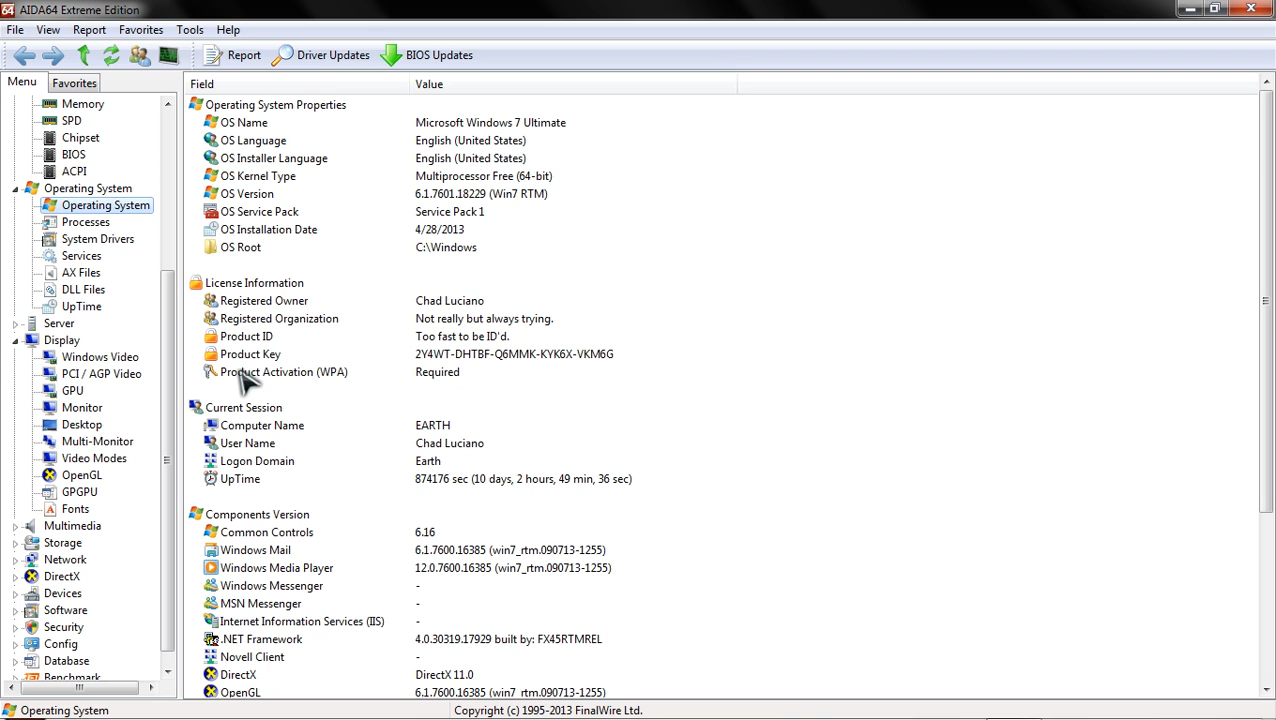 AIDA64 Extreme Edition
File View Report Favorites Tools Help
Report Driver Updates BIOS Updates
Menu Favorites
Memory
SPD
Chipset
BIOS
ACPI
Operating System
Operating System
Processes
System Drivers
Services
AX Files
DLL Files
UpTime
Server
Display
Windows Video
PCI / AGP Video
GPU
Monitor
Desktop
Multi-Monitor
Video Modes
OpenGL
GPGPU
Fonts
Multimedia
Storage
Network
DirectX
Devices
Software
Security
Config
Database
Benchmark
Field Value
Operating System Properties
OS Name Microsoft Windows 7 Ultimate
OS Language English (United States)
OS Installer Language English (United States)
OS Kernel Type Multiprocessor Free (64-bit)
OS Version 6.1.7601.18229 (Win7 RTM)
OS Service Pack Service Pack 1
OS Installation Date 4/28/2013
OS Root C:\Windows
License Information
Registered Owner Chad Luciano
Registered Organization Not really but always trying.
Product ID Too fast to be ID'd.
Product Key 2Y4WT-DHTBF-Q6MMK-KYK6X-VKM6G
Product Activation (WPA) Required
Current Session
Computer Name EARTH
User Name Chad Luciano
Logon Domain Earth
UpTime 874176 sec (10 days, 2 hours, 49 min, 36 sec)
Components Version
Common Controls 6.16
Windows Mail 6.1.7600.16385 (win7_rtm.090713-1255)
Windows Media Player 12.0.7600.16385 (win7_rtm.090713-1255)
Windows Messenger -
MSN Messenger -
Internet Information Services (IIS) -
.NET Framework 4.0.30319.17929 built by: FX45RTMREL
Novell Client -
DirectX DirectX 11.0
OpenGL 6.1.7600.16385 (win7_rtm.090713-1255)
Operating System Copyright (c) 1995-2013 FinalWire Ltd.